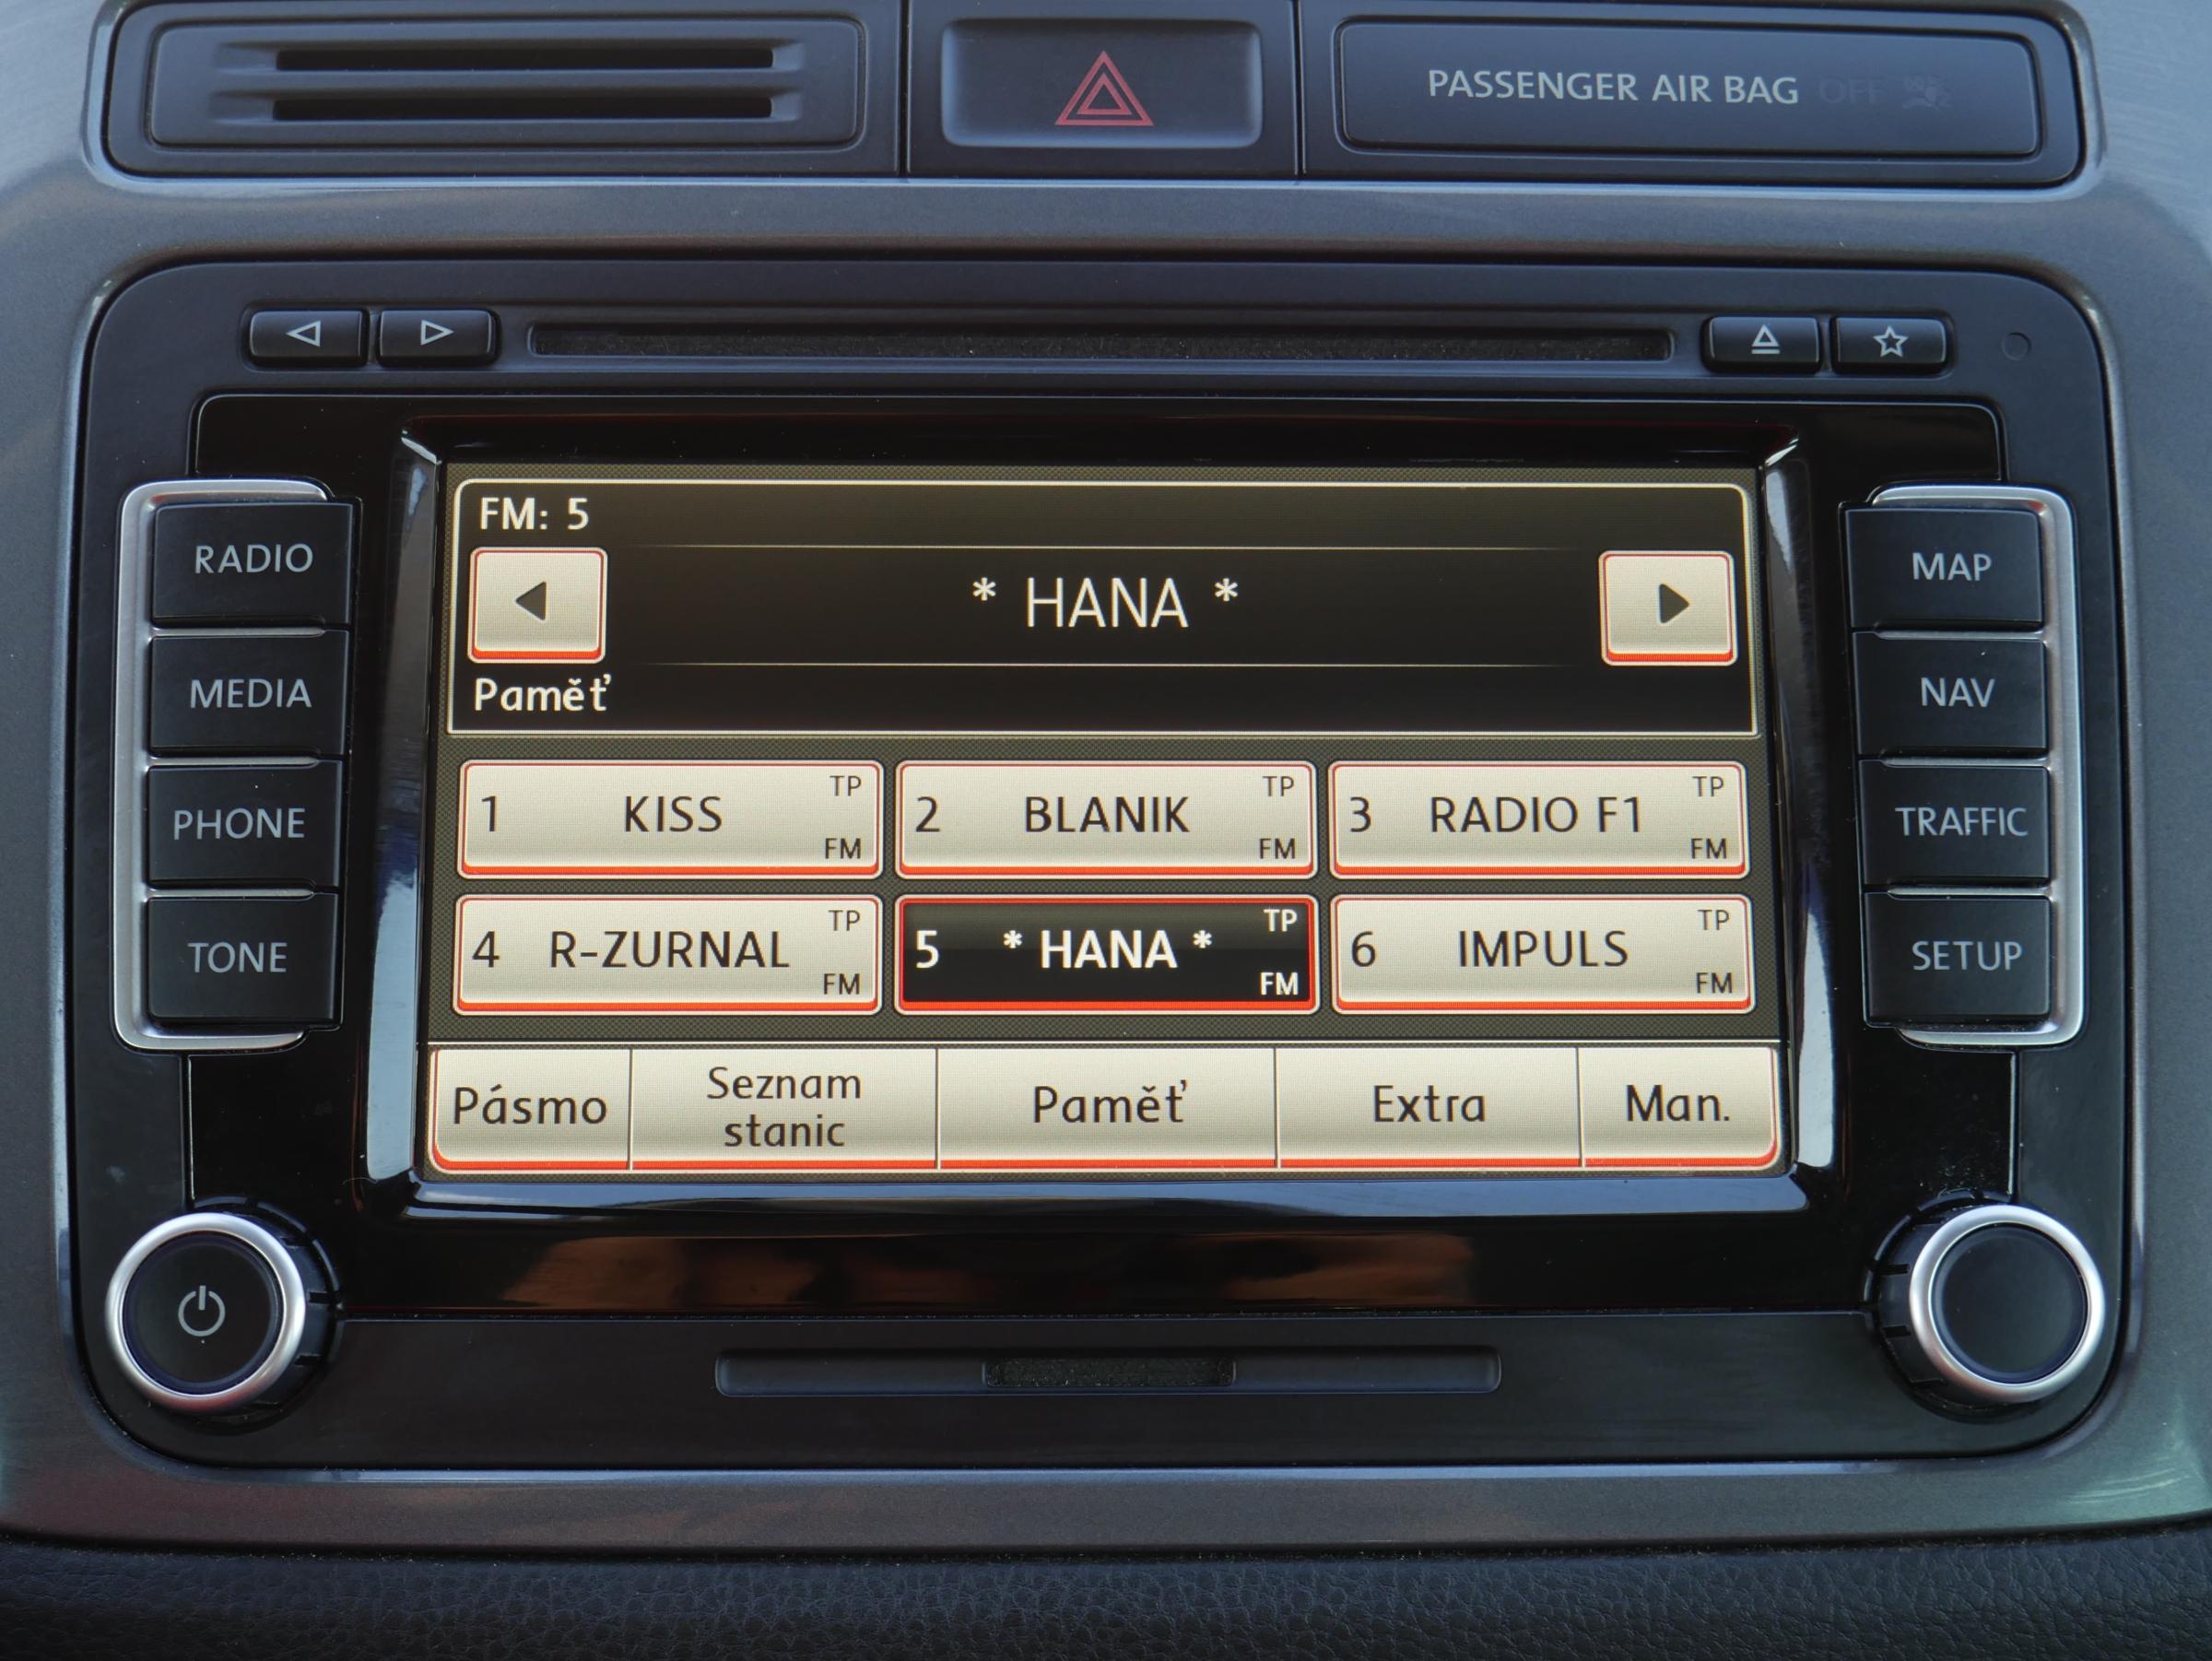 PASSENGER AIR BAG OFF
RADIO
MEDIA
PHONE
TONE
FM: 5
* HANA *
Paměť
1 KISS TP FM
2 BLANIK TP FM
3 RADIO F1 TP FM
4 R-ZURNAL TP FM
5 * HANA * TP FM
6 IMPULS TP FM
Pásmo
Seznam
stanic
Paměť
Extra
Man.
MAP
NAV
TRAFFIC
SETUP